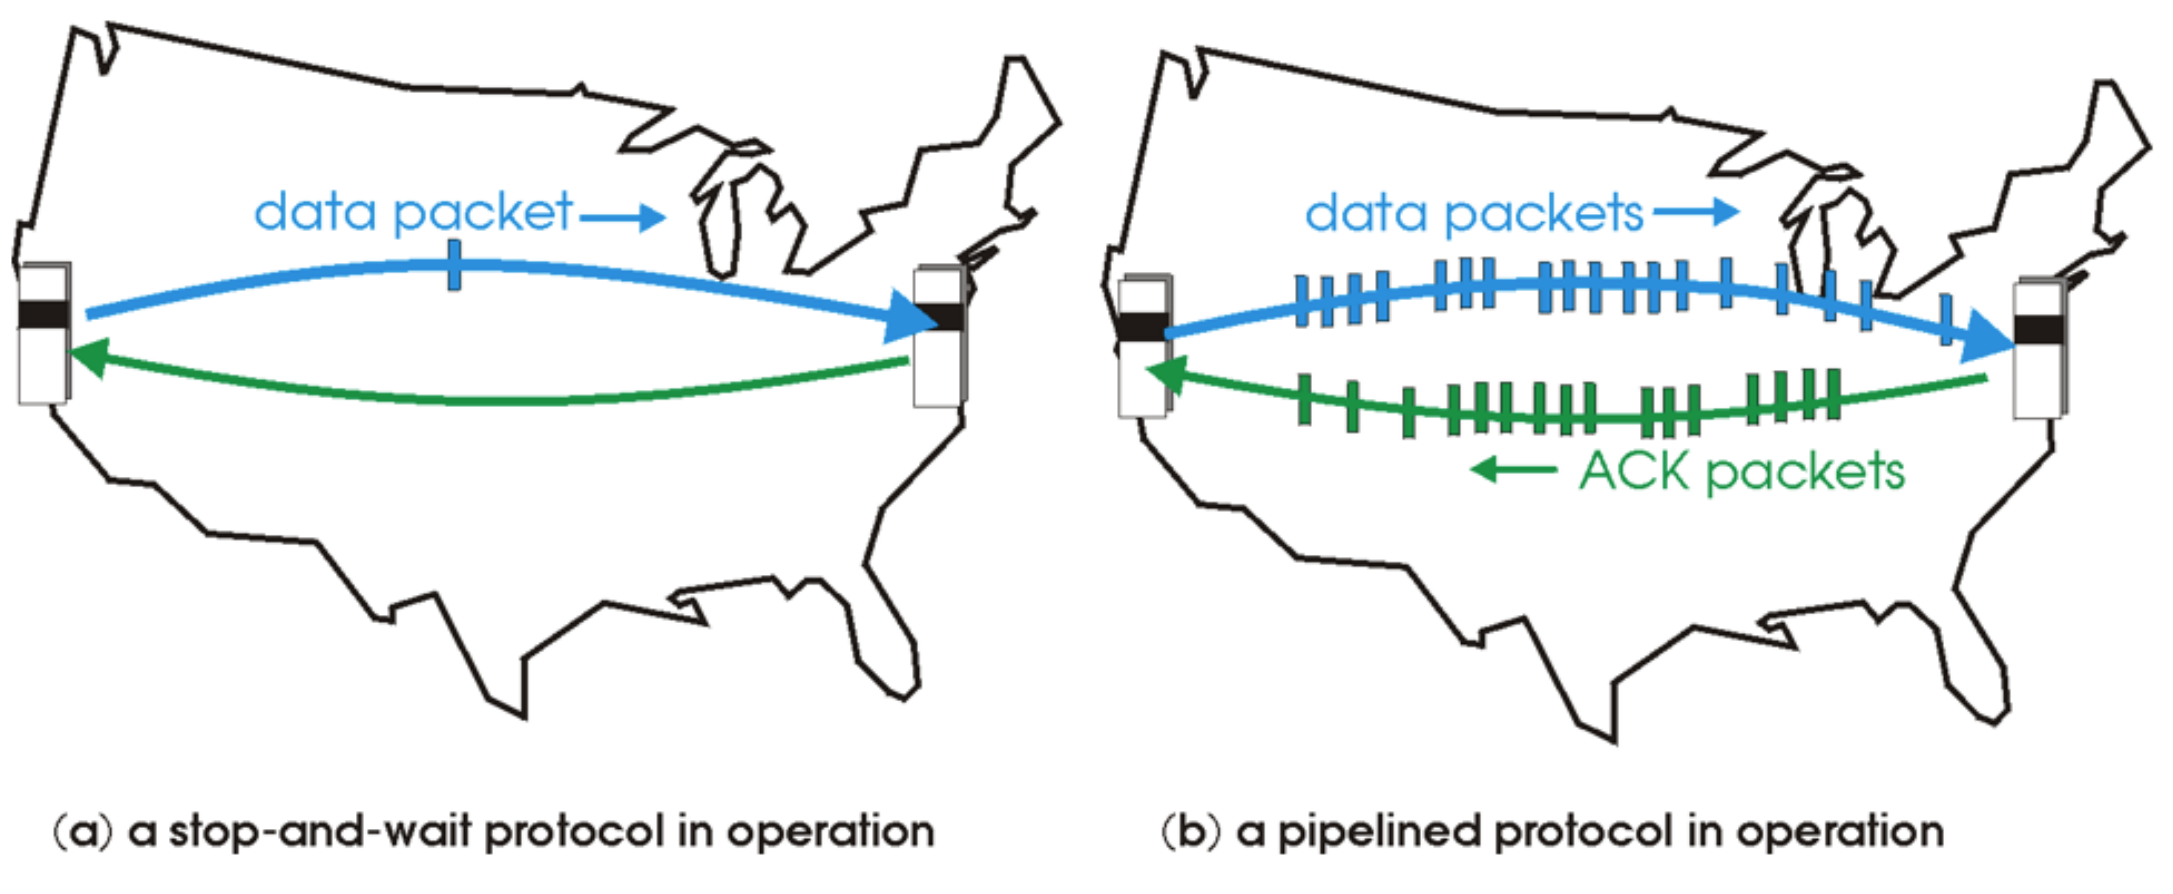 data packet
(a) a stop-and-wait protocol in operation
data packets
ACK packets
(b) a pipelined protocol in operation